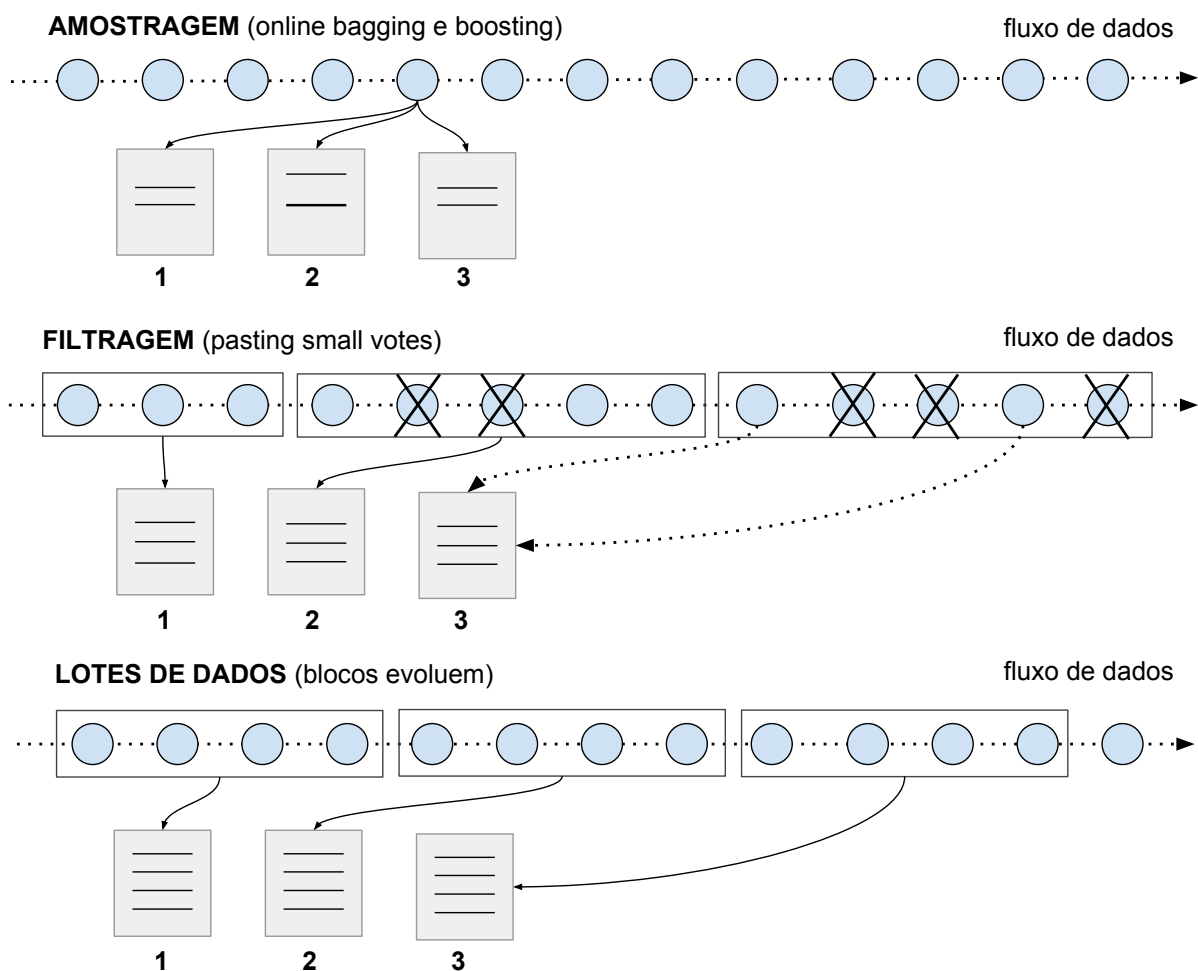 AMOSTRAGEM (online bagging e boosting)
fluxo de dados
1
2
3
FILTRAGEM (pasting small votes)
fluxo de dados
1
2
3
LOTES DE DADOS (blocos evoluem)
fluxo de dados
1
2
3